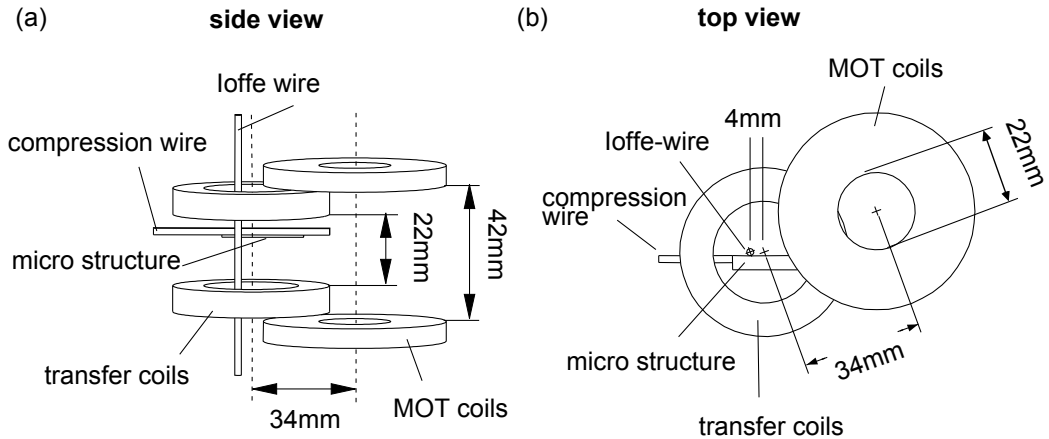 (a)
side view
Ioffe wire
compression wire
micro structure
transfer coils
22mm
42mm
34mm
MOT coils
(b)
top view
MOT coils
4mm
Ioffe-wire
22mm
compression
wire
micro structure
34mm
transfer coils